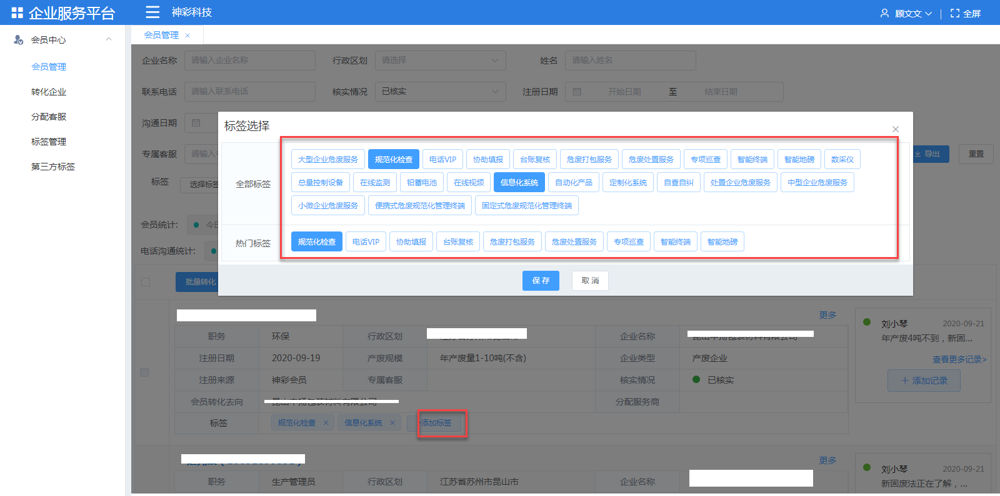 企业服务平台
神彩科技
顾文文
全屏
会员中心
会员管理
转化企业
分配客服
标签管理
第三方标签
会员管理 ×
企业名称 请输入企业名称 行政区划 请选择 姓名 请输入姓名
联系电话 请输入联系电话 核实情况 已核实 注册日期 开始日期 至 结束日期
沟通日期
专属客服 请输入
导出 重置
标签 选择标签
会员统计: 今日
电话沟通统计:
标签选择
全部标签
大型企业危废服务 规范化检查 电话VIP 协助填报 台账复核 危废打包服务 危废处置服务 专项巡查 智能终端 智能地磅 数采仪
总量控制设备 在线监测 铅蓄电池 在线视频 信息化系统 自动化产品 定制化系统 自查自纠 处置企业危废服务 中型企业危废服务
小微企业危废服务 便携式危废规范化管理终端 固定式危废规范化管理终端
热门标签 规范化检查 电话VIP 协助填报 台账复核 危废打包服务 危废处置服务 专项巡查 智能终端 智能地磅
保存 取消
批量转化
更多
职务 环保 行政区划 企业名称
注册日期 2020-09-19 产废规模 年产废量1-10吨(不含) 企业类型 产废企业
注册来源 神彩会员 专属客服 核实情况 已核实
会员转化去向 分配服务商
标签 规范化检查 × 信息化系统 × 添加标签
刘小琴 2020-09-21
年产废4吨不到，新固...
查看更多记录>
+ 添加记录
更多
职务 生产管理员 行政区划 江苏省苏州市昆山市 企业名称
刘小琴 2020-09-21
新固废法正在了解，...